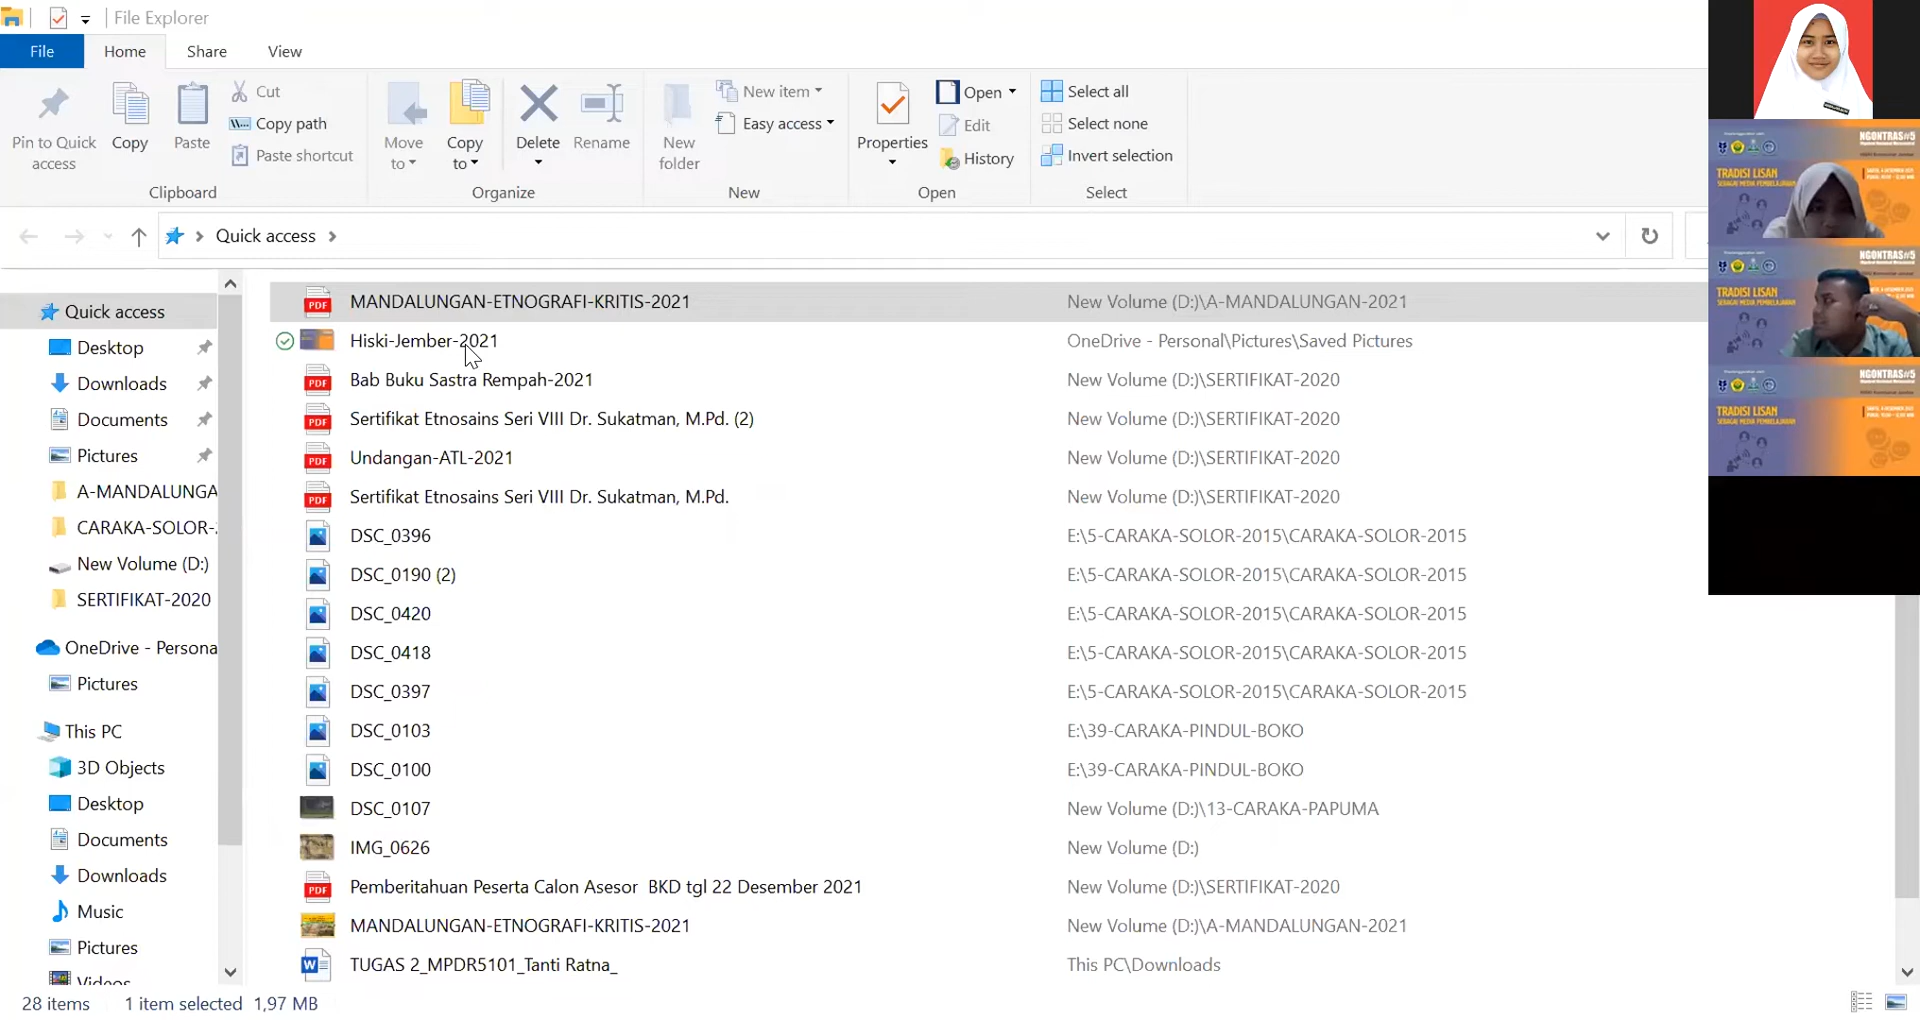 File Explorer
File Home Share View
Pin to Quick access
Copy
Paste
Cut
Copy path
Paste shortcut
Clipboard
Move to
Copy to
Delete
Rename
Organize
New folder
New item
Easy access
New
Properties
Open
Edit
History
Open
Select all
Select none
Invert selection
Select
Quick access
Quick access
Desktop
Downloads
Documents
Pictures
A-MANDALUNGA
CARAKA-SOLOR-
New Volume (D:)
SERTIFIKAT-2020
OneDrive - Persona
Pictures
This PC
3D Objects
Desktop
Documents
Downloads
Music
Pictures
Videos
MANDALUNGAN-ETNOGRAFI-KRITIS-2021 New Volume (D:)\A-MANDALUNGAN-2021
Hiski-Jember-2021 OneDrive - Personal\Pictures\Saved Pictures
Bab Buku Sastra Rempah-2021 New Volume (D:)\SERTIFIKAT-2020
Sertifikat Etnosains Seri VIII Dr. Sukatman, M.Pd. (2) New Volume (D:)\SERTIFIKAT-2020
Undangan-ATL-2021 New Volume (D:)\SERTIFIKAT-2020
Sertifikat Etnosains Seri VIII Dr. Sukatman, M.Pd. New Volume (D:)\SERTIFIKAT-2020
DSC_0396 E:\5-CARAKA-SOLOR-2015\CARAKA-SOLOR-2015
DSC_0190 (2) E:\5-CARAKA-SOLOR-2015\CARAKA-SOLOR-2015
DSC_0420 E:\5-CARAKA-SOLOR-2015\CARAKA-SOLOR-2015
DSC_0418 E:\5-CARAKA-SOLOR-2015\CARAKA-SOLOR-2015
DSC_0397 E:\5-CARAKA-SOLOR-2015\CARAKA-SOLOR-2015
DSC_0103 E:\39-CARAKA-PINDUL-BOKO
DSC_0100 E:\39-CARAKA-PINDUL-BOKO
DSC_0107 New Volume (D:)\13-CARAKA-PAPUMA
IMG_0626 New Volume (D:)
Pemberitahuan Peserta Calon Asesor BKD tgl 22 Desember 2021 New Volume (D:)\SERTIFIKAT-2020
MANDALUNGAN-ETNOGRAFI-KRITIS-2021 New Volume (D:)\A-MANDALUNGAN-2021
TUGAS 2_MPDR5101_Tanti Ratna_ This PC\Downloads
28 items 1 item selected 1,97 MB
NGONTRAS#5
TRADISI LISAN
SEBAGAI MEDIA PEMBELAJARAN
NGONTRAS#5
TRADISI LISAN
NGONTRAS#5
TRADISI LISAN
SEBAGAI MEDIA PEMBELAJARAN